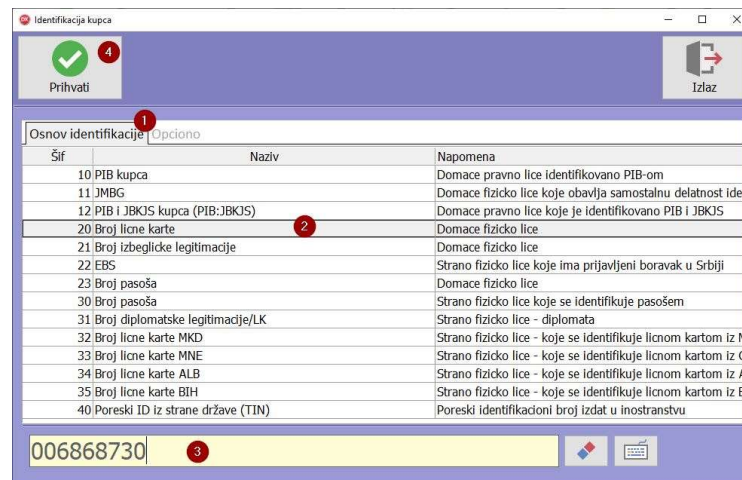 Identifikacija kupca
4
Prihvati
Izlaz
1
Osnov identifikacije Opciono
Šif Naziv Napomena
10 PIB kupca Domace pravno lice identifikovano PIB-om
11 JMBG Domace fizicko lice koje obavlja samostalnu delatnost ide
12 PIB i JBKJS kupca (PIB:JBKJS) Domace pravno lice koje je identifikovano PIB i JBKJS
20 Broj licne karte 2 Domace fizicko lice
21 Broj izbeglicke legitimacije Domace fizicko lice
22 EBS Strano fizicko lice koje ima prijavljeni boravak u Srbiji
23 Broj pasoša Domace fizicko lice
30 Broj pasoša Strano fizicko lice koje se identifikuje pasošem
31 Broj diplomatske legitimacije/LK Strano fizicko lice - diplomata
32 Broj licne karte MKD Strano fizicko lice - koje se identifikuje licnom kartom iz
33 Broj licne karte MNE Strano fizicko lice - koje se identifikuje licnom kartom iz
34 Broj licne karte ALB Strano fizicko lice - koje se identifikuje licnom kartom iz
35 Broj licne karte BIH Strano fizicko lice - koje se identifikuje licnom kartom iz
40 Poreski ID iz strane države (TIN) Poreski identifikacioni broj izdat u inostranstvu
006868730 3